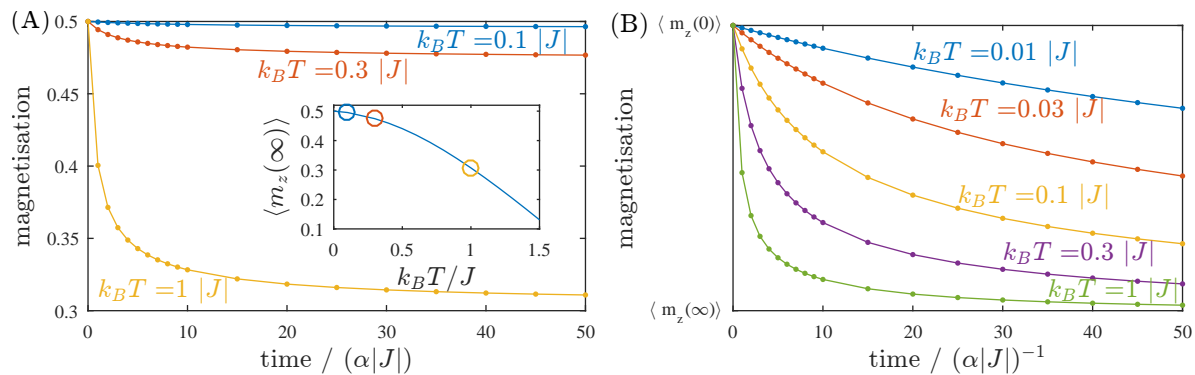 (A)
0.5
0.45
0.4
0.35
0.3
magnetisation
k_BT = 0.1 |J|
k_BT = 0.3 |J|
k_BT = 1 |J|
0 10 20 30 40 50
time / (α|J|)
0.5
0.4
0.3
0.2
0.1
⟨m_z(∞)⟩
0 0.5 1 1.5
k_BT/J
(B)
⟨ m_z(0)⟩
magnetisation
⟨ m_z(∞)⟩
k_BT = 0.01 |J|
k_BT = 0.03 |J|
k_BT = 0.1 |J|
k_BT = 0.3 |J|
k_BT = 1 |J|
0 10 20 30 40 50
time / (α|J|)⁻¹